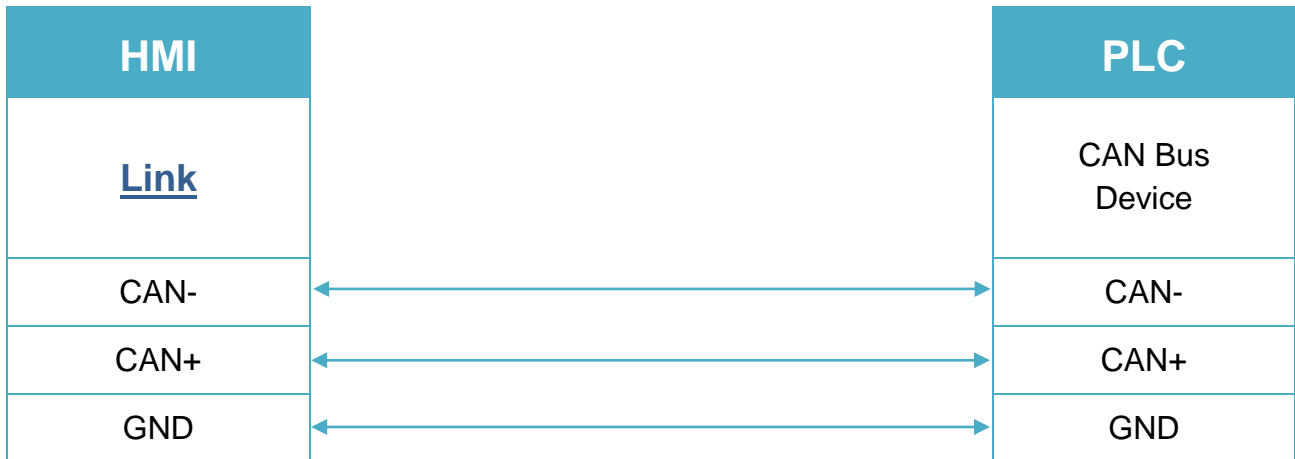 HMI PLC
Link CAN Bus
Device
CAN- CAN-
CAN+ CAN+
GND GND